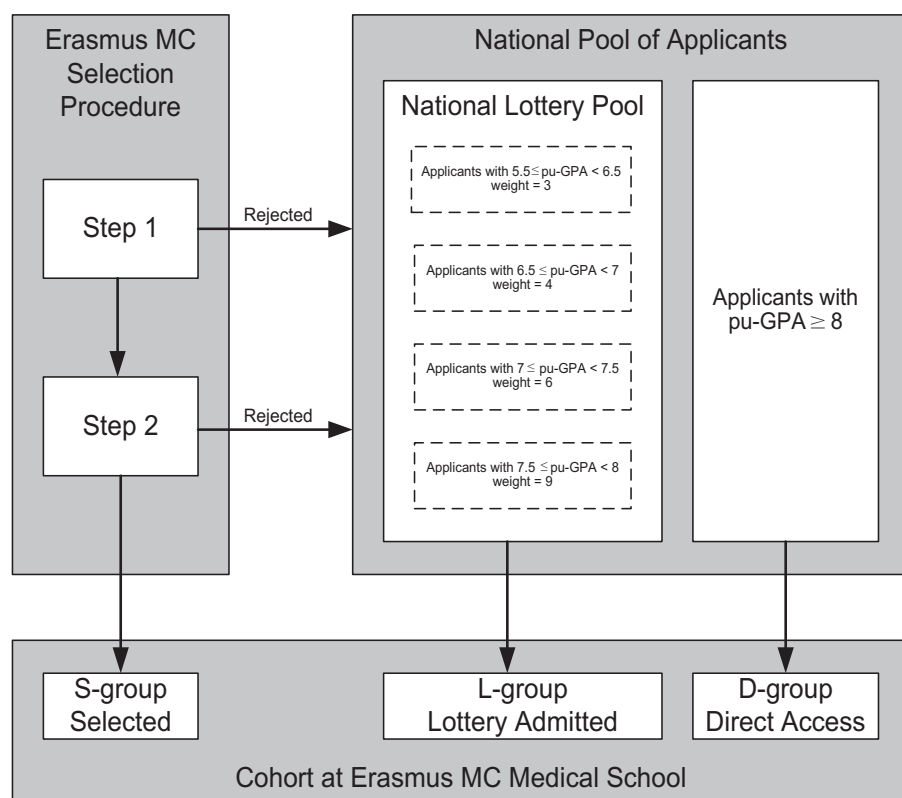 Erasmus MC
Selection
Procedure
Step 1
Rejected
Step 2
Rejected
National Pool of Applicants
National Lottery Pool
Applicants with 5.5 ≤ pu-GPA < 6.5
weight = 3
Applicants with 6.5 ≤ pu-GPA < 7
weight = 4
Applicants with 7 ≤ pu-GPA < 7.5
weight = 6
Applicants with 7.5 ≤ pu-GPA < 8
weight = 9
Applicants with
pu-GPA ≥ 8
S-group
Selected
L-group
Lottery Admitted
D-group
Direct Access
Cohort at Erasmus MC Medical School